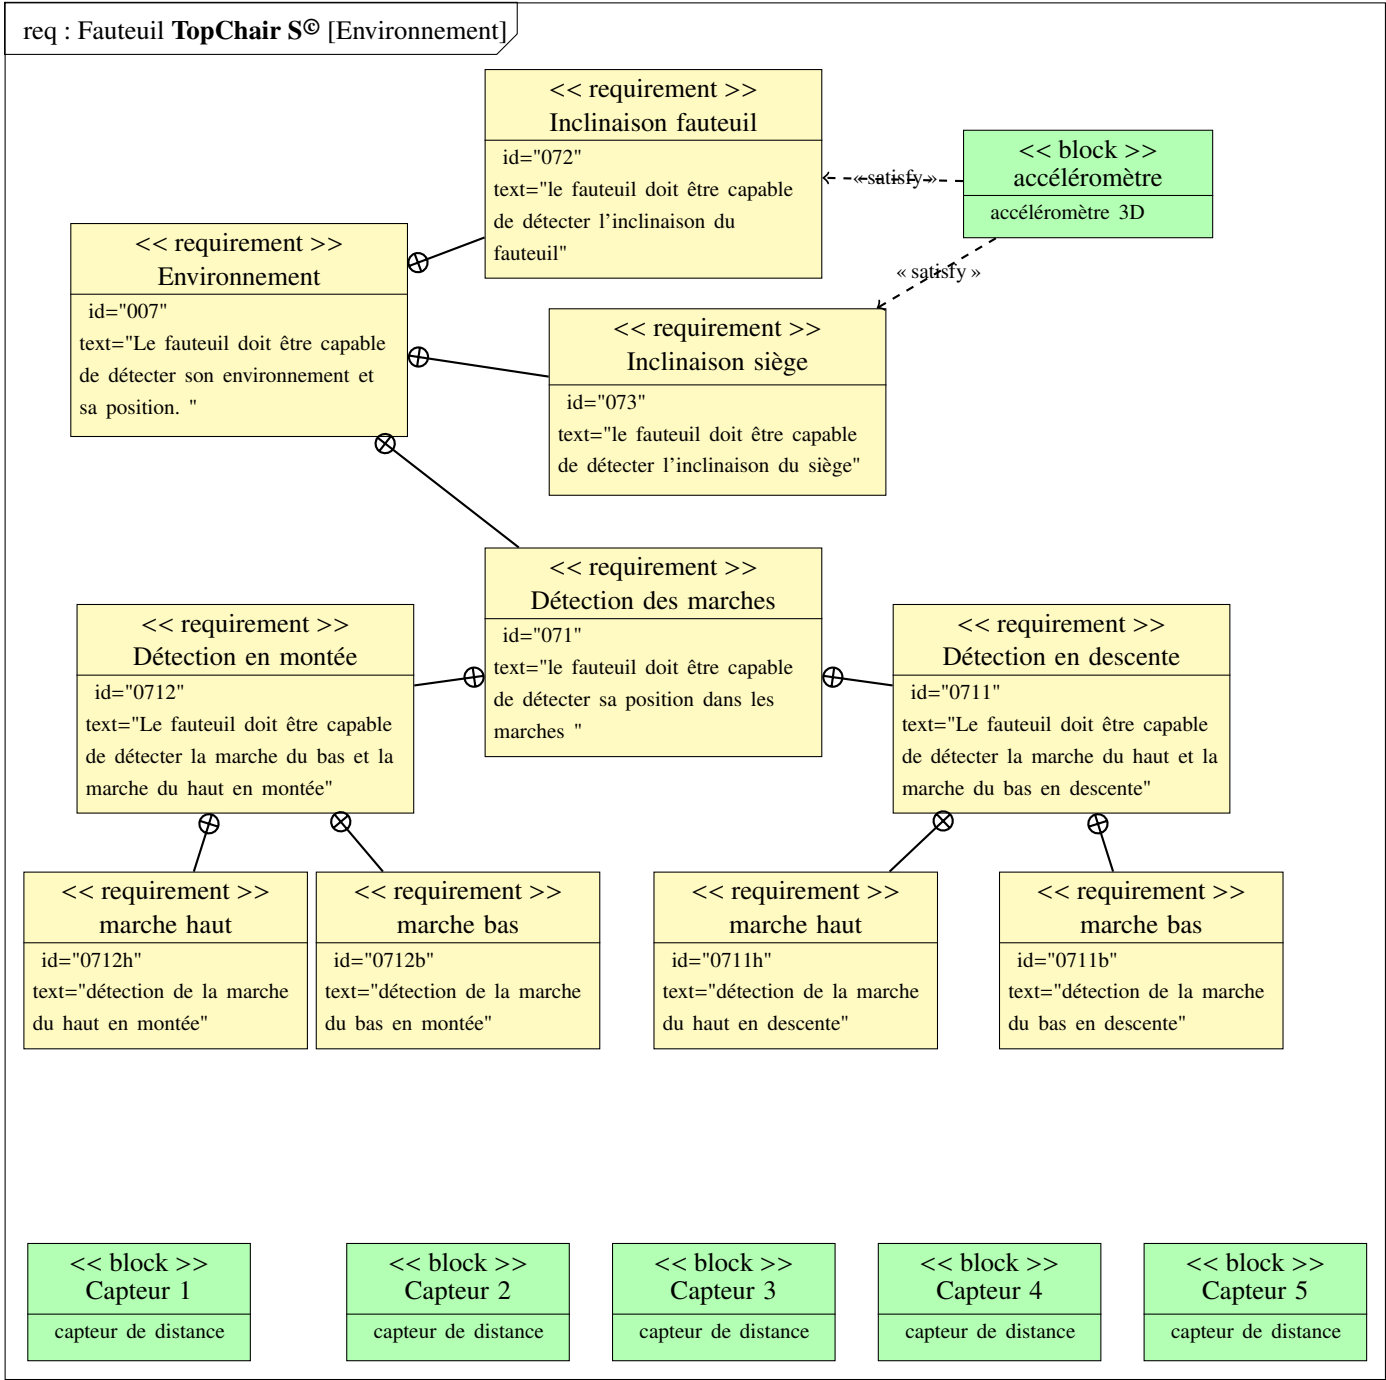 req : Fauteuil TopChair S© [Environnement]
<< requirement >>
Inclinaison fauteuil
id="072"
text="le fauteuil doit être capable
de détecter l'inclinaison du
fauteuil"
<< block >>
accéléromètre
accéléromètre 3D
« satisfy »
« satisfy »
<< requirement >>
Environnement
id="007"
text="Le fauteuil doit être capable
de détecter son environnement et
sa position. "
<< requirement >>
Inclinaison siège
id="073"
text="le fauteuil doit être capable
de détecter l'inclinaison du siège"
<< requirement >>
Détection des marches
id="071"
text="le fauteuil doit être capable
de détecter sa position dans les
marches "
<< requirement >>
Détection en montée
id="0712"
text="Le fauteuil doit être capable
de détecter la marche du bas et la
marche du haut en montée"
<< requirement >>
Détection en descente
id="0711"
text="Le fauteuil doit être capable
de détecter la marche du haut et la
marche du bas en descente"
<< requirement >>
marche haut
id="0712h"
text="détection de la marche
du haut en montée"
<< requirement >>
marche bas
id="0712b"
text="détection de la marche
du bas en montée"
<< requirement >>
marche haut
id="0711h"
text="détection de la marche
du haut en descente"
<< requirement >>
marche bas
id="0711b"
text="détection de la marche
du bas en descente"
<< block >>
Capteur 1
capteur de distance
<< block >>
Capteur 2
capteur de distance
<< block >>
Capteur 3
capteur de distance
<< block >>
Capteur 4
capteur de distance
<< block >>
Capteur 5
capteur de distance